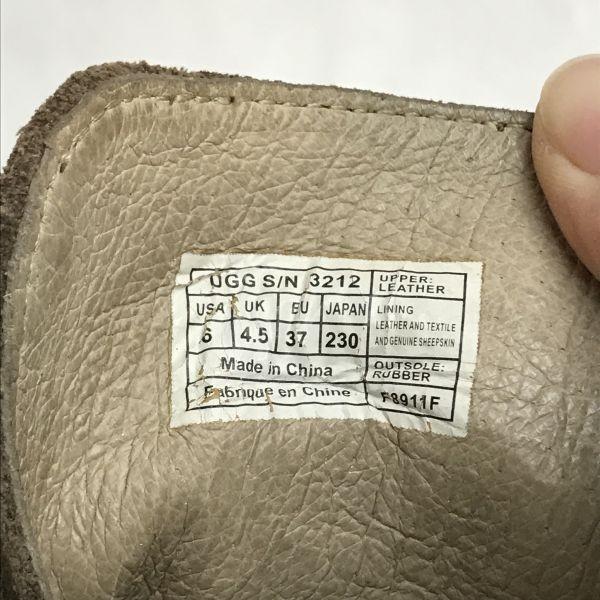 UGG S/N 3212
UPPER:
LEATHER
USA UK EU JAPAN
6 4.5 37 230
LINING
LEATHER AND TEXTILE
AND GENUINE SHEEPSKIN
Made in China
Fabrique en Chine
OUTSOLE:
RUBBER
F8911F